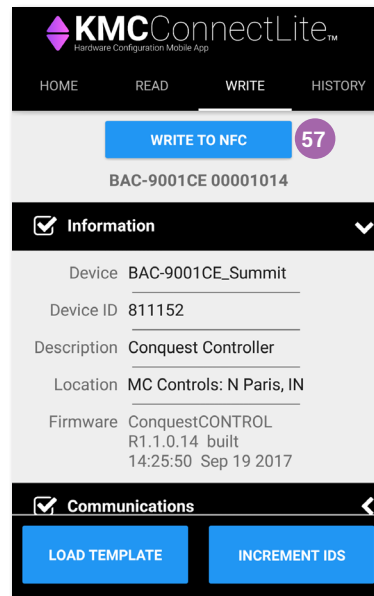 KMCConnectLite™
Hardware Configuration Mobile App
HOME READ WRITE HISTORY
WRITE TO NFC 57
BAC-9001CE 00001014
Information
Device BAC-9001CE_Summit
Device ID 811152
Description Conquest Controller
Location MC Controls: N Paris, IN
Firmware ConquestCONTROL
R1.1.0.14 built
14:25:50 Sep 19 2017
Communications
LOAD TEMPLATE INCREMENT IDS